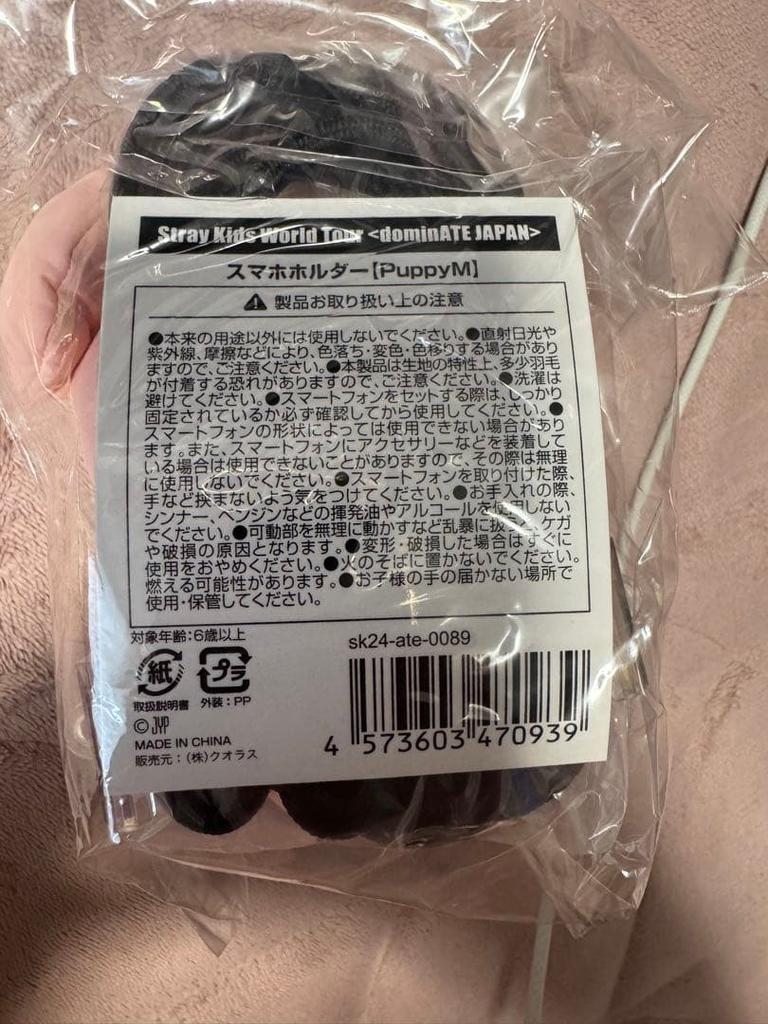 Stray Kids World Tour <dominATE JAPAN>
スマホホルダー【PuppyM】
⚠ 製品お取り扱い上の注意
●本来の用途以外には使用しないでください。●直射日光や
紫外線、摩擦などにより、色落ち・変色・色移りする場合があり
ますので、ご注意ください。●本製品は生地の特性上、多少羽毛
が付着する恐れがありますので、ご注意ください。●洗濯は
避けてください。●スマートフォンをセットする際は、しっかり
固定されているか必ず確認してから使用してください。●
スマートフォンの形状によっては使用できない場合があり
ます。また、スマートフォンにアクセサリーなどを装着して
いる場合は使用できないことがありますので、その際は無理
に使用しないでください。●スマートフォンを取り付けた際、
手など挟まないよう気をつけてください。●お手入れの際、
シンナー、ベンジンなどの揮発油やアルコールを使用しない
でください。●可動部を無理に動かすなど乱暴に扱うとケガ
や破損の原因となります。●変形・破損した場合はすぐに
使用をおやめください。●火のそばに置かないでください。
燃える可能性があります。●お子様の手の届かない場所で
使用・保管してください。
対象年齢:6歳以上
sk24-ate-0089
紙
プラ
取扱説明書
外装:PP
©JYP
MADE IN CHINA
販売元:(株)クオラス
4 573603 470939